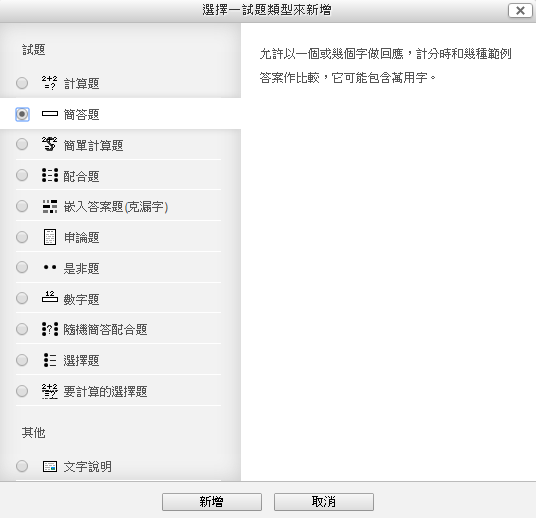 選擇一試題類型來新增
試題
2+2=? 計算題
簡答題
簡單計算題
配合題
嵌入答案題(克漏字)
申論題
是非題
12 數字題
? 隨機簡答配合題
選擇題
2+2=? 要計算的選擇題
其他
文字說明
允許以一個或幾個字做回應，計分時和幾種範例
答案作比較，它可能包含萬用字。
新增
取消